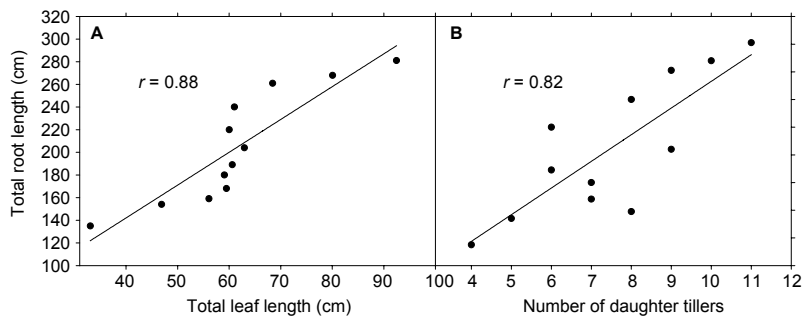 A
B
r = 0.88
r = 0.82
320
300
280
260
240
220
200
180
160
140
120
100
Total root length (cm)
40 50 60 70 80 90 100
4 5 6 7 8 9 10 11 12
Total leaf length (cm)
Number of daughter tillers